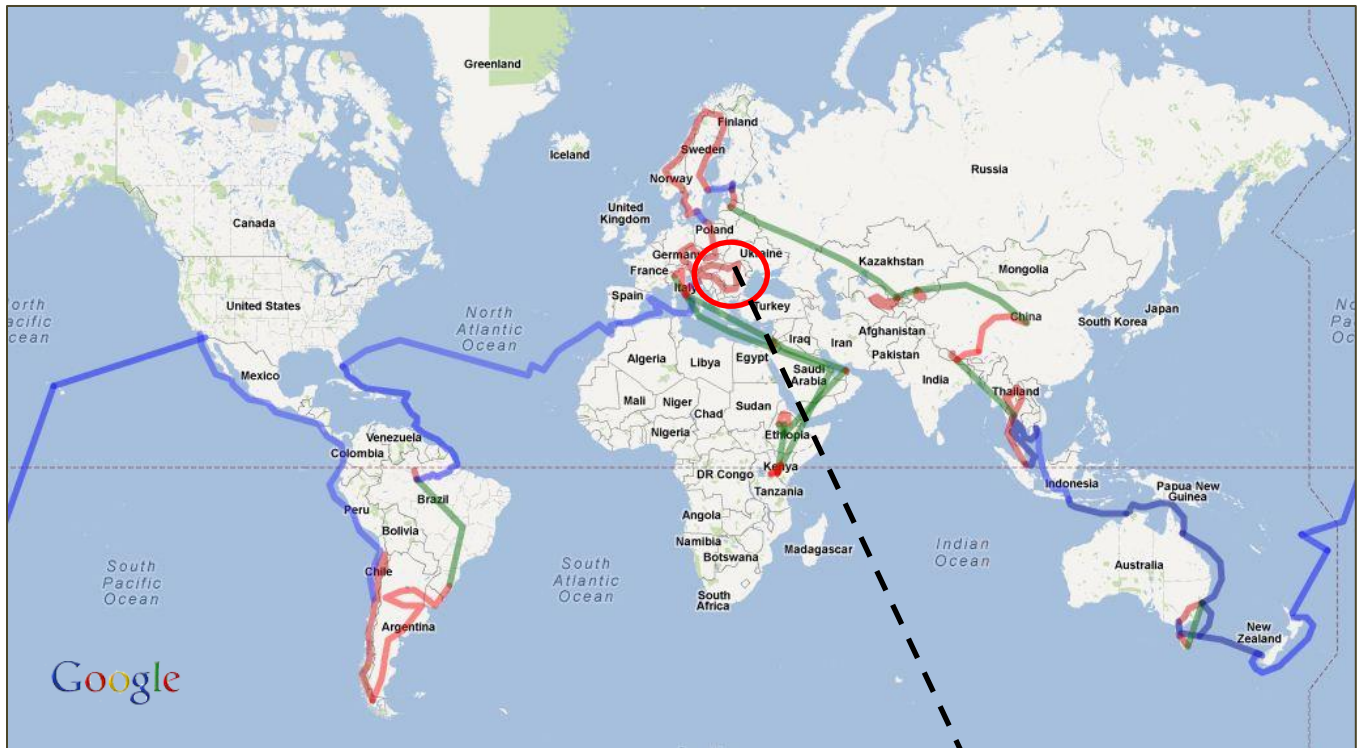 Greenland
Iceland
Finland
Sweden
Norway
Russia
Canada
United
Kingdom
Poland
Germany
Ukraine
France
Kazakhstan
Mongolia
Italy
Spain
Turkey
United States
North
Atlantic
Ocean
China
South Korea
Japan
Afghanistan
Iraq
Iran
Pakistan
Algeria
Libya
Egypt
Saudi
Arabia
India
Mexico
Mali
Niger
Chad
Sudan
Thailand
Nigeria
Ethiopia
Venezuela
Colombia
DR Congo
Kenya
Tanzania
Indonesia
Papua New
Guinea
Brazil
Peru
Bolivia
Angola
Namibia
Botswana
Madagascar
Indian
Ocean
Australia
South
Pacific
Ocean
Chile
South
Atlantic
Ocean
South
Africa
Argentina
New
Zealand
Google